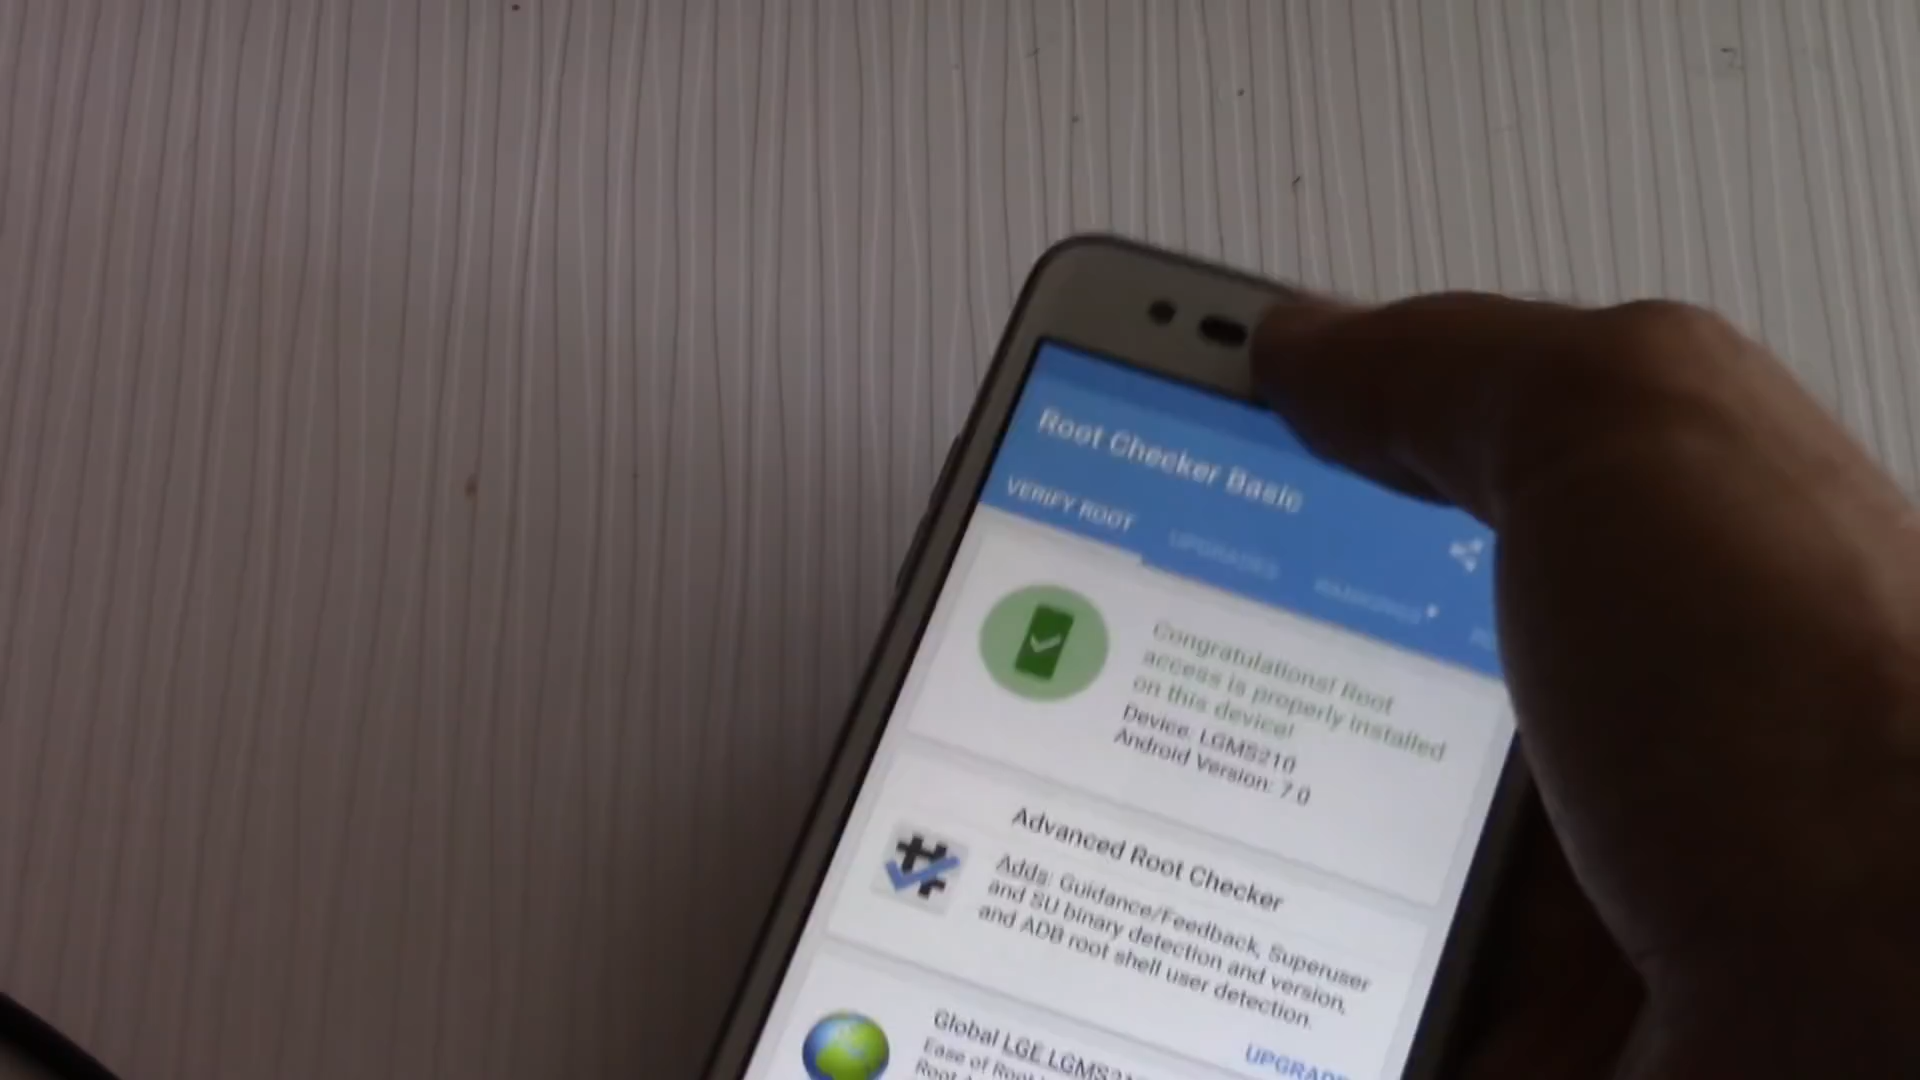 Root Checker Basic
VERIFY ROOT
UPGRADES
RANKINGS
Congratulations! Root
access is properly installed
on this device!
Device: LGMS210
Android Version: 7.0
Advanced Root Checker
Adds: Guidance/Feedback, Superuser
and SU binary detection and version,
and ADB root shell user detection.
UPGRADE
Global LGE LGMS210
Ease of Root
Root